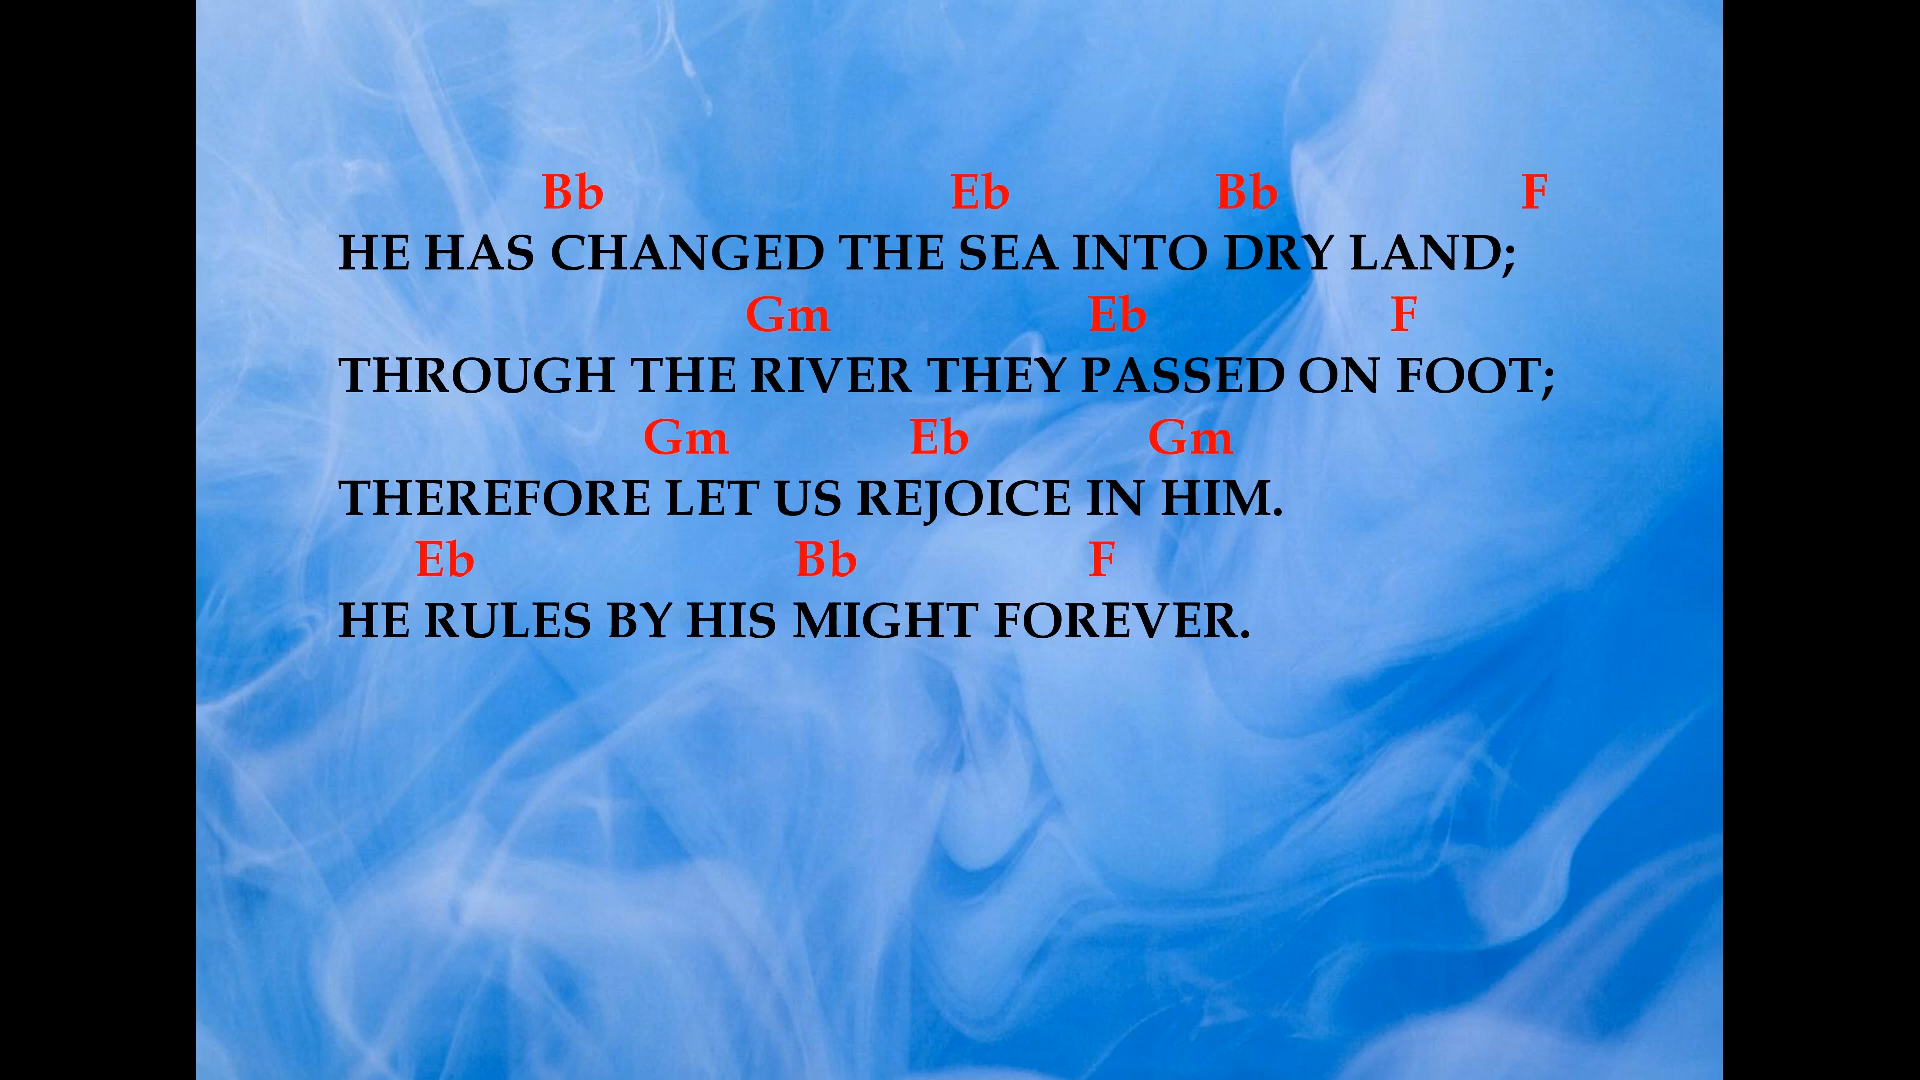 Bb Eb Bb F
HE HAS CHANGED THE SEA INTO DRY LAND;
Gm Eb F
THROUGH THE RIVER THEY PASSED ON FOOT;
Gm Eb Gm
THEREFORE LET US REJOICE IN HIM.
Eb Bb F
HE RULES BY HIS MIGHT FOREVER.